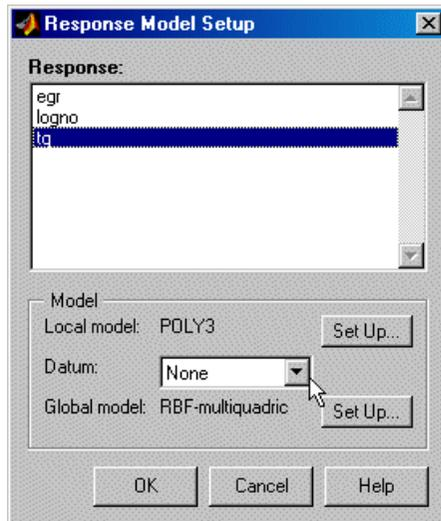 Response Model Setup
Response:
egr
logno
tq
Model
Local model: POLY3 Set Up...
Datum: None
Global model: RBF-multiquadric Set Up...
OK Cancel Help